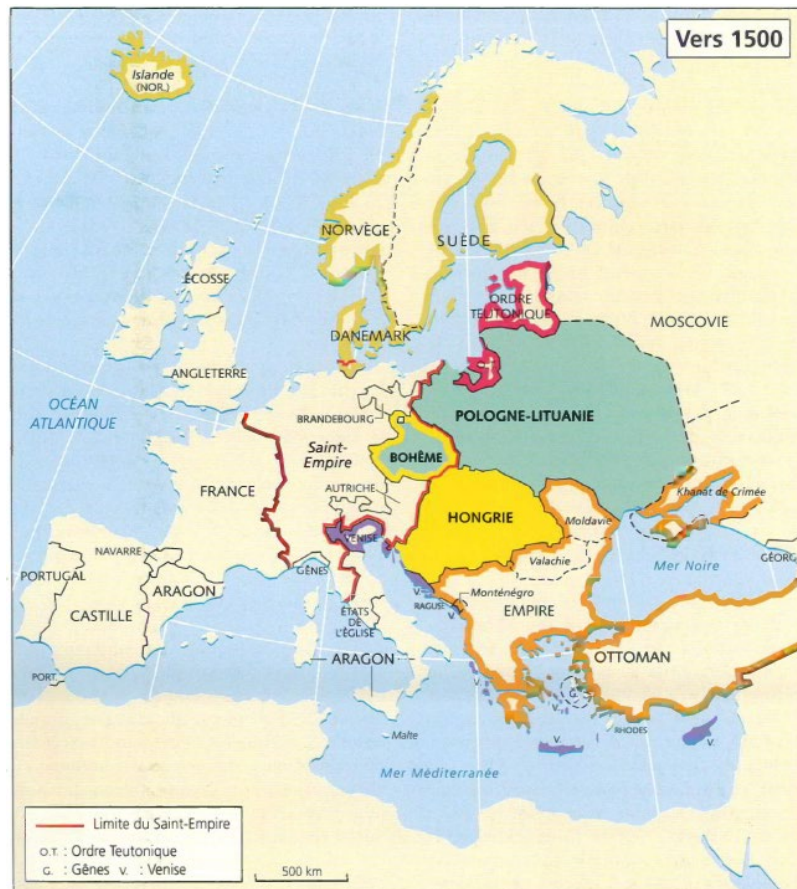 Vers 1500
Islande
(NOR.)
NORVÈGE
SUÈDE
ÉCOSSE
ORDRE
TEUTONIQUE
MOSCOVIE
DANEMARK
ANGLETERRE
OCÉAN
ATLANTIQUE
BRANDEBOURG
POLOGNE-LITUANIE
Saint-
Empire
BOHÊME
FRANCE
AUTRICHE
Khanat de Crimée
HONGRIE
Moldavie
VENISE
NAVARRE
GÊNES
Valachie
Mer Noire
GÉORG
PORTUGAL
ARAGON
V.
Monténégro
RAGUSE
CASTILLE
ÉTATS
DE
L'ÉGLISE
EMPIRE
OTTOMAN
ARAGON
PORT.
V.
G.
V.
Malte
RHODES
V.
V.
Mer Méditerranée
Limite du Saint-Empire
O.T. : Ordre Teutonique
G. : Gênes V. : Venise
500 km